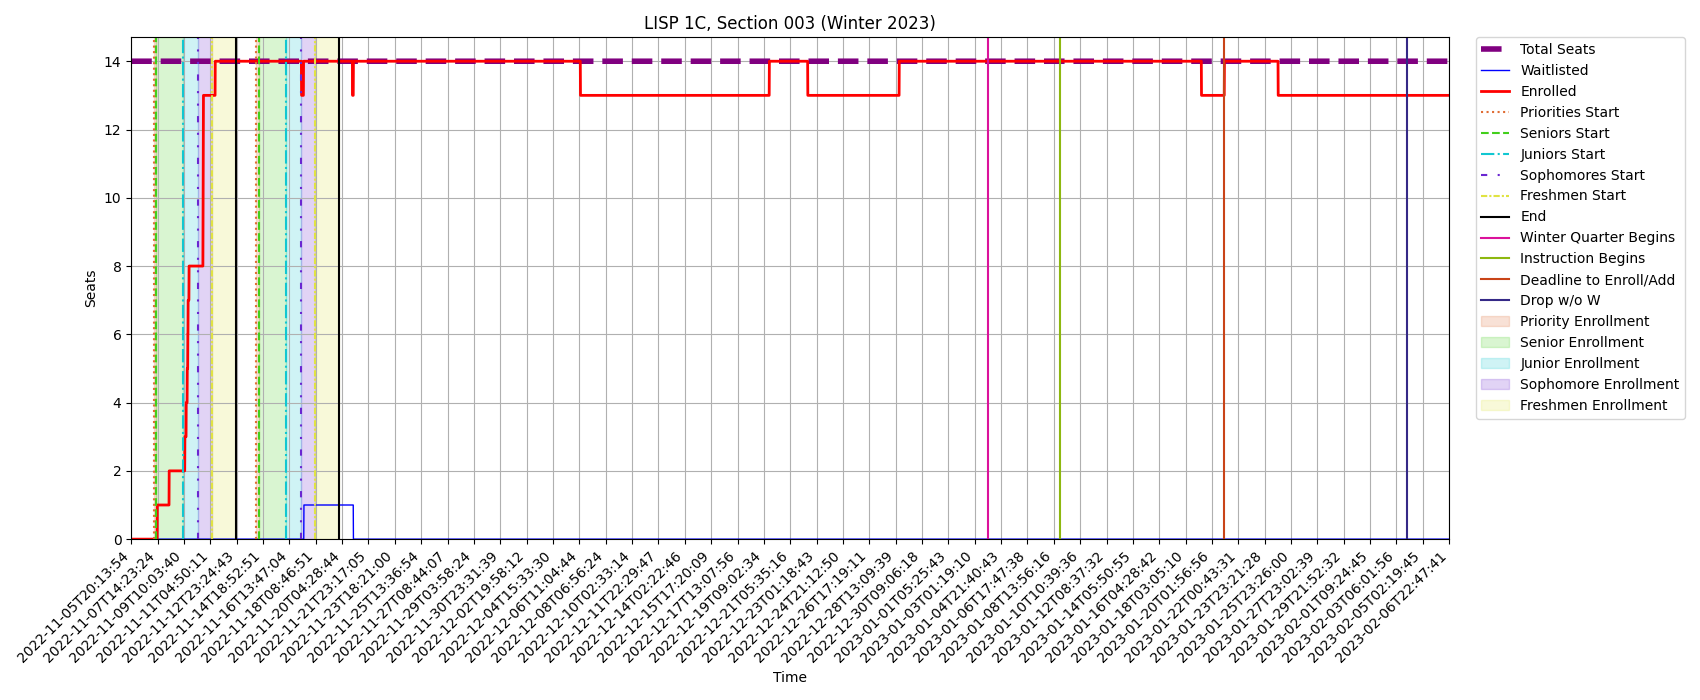 LISP 1C, Section 003 (Winter 2023)
14
12
10
8
6
4
2
0
Seats
2022-11-05T20:13:54
2022-11-07T14:23:24
2022-11-09T10:03:40
2022-11-11T04:50:11
2022-11-12T23:24:43
2022-11-14T18:52:51
2022-11-16T13:47:04
2022-11-18T08:46:51
2022-11-20T04:28:44
2022-11-21T23:17:05
2022-11-23T18:21:00
2022-11-25T13:36:54
2022-11-27T08:44:07
2022-11-29T03:58:24
2022-11-30T23:31:39
2022-12-02T19:58:12
2022-12-04T15:33:30
2022-12-06T11:04:44
2022-12-08T06:56:24
2022-12-10T02:33:14
2022-12-11T22:29:47
2022-12-14T02:22:46
2022-12-15T17:20:09
2022-12-17T13:07:56
2022-12-19T09:02:34
2022-12-21T05:35:16
2022-12-23T01:18:43
2022-12-24T21:12:50
2022-12-26T17:19:11
2022-12-28T13:09:39
2022-12-30T09:06:18
2023-01-01T05:25:43
2023-01-03T01:19:10
2023-01-04T21:40:43
2023-01-06T17:47:38
2023-01-08T13:56:16
2023-01-10T10:39:36
2023-01-12T08:37:32
2023-01-14T05:50:55
2023-01-16T04:28:42
2023-01-18T03:05:10
2023-01-20T01:56:56
2023-01-22T00:43:31
2023-01-23T23:21:28
2023-01-25T23:26:00
2023-01-27T23:02:39
2023-01-29T21:52:32
2023-02-01T09:24:45
2023-02-03T06:01:56
2023-02-05T02:19:45
2023-02-06T22:47:41
Time
Total Seats
Waitlisted
Enrolled
Priorities Start
Seniors Start
Juniors Start
Sophomores Start
Freshmen Start
End
Winter Quarter Begins
Instruction Begins
Deadline to Enroll/Add
Drop w/o W
Priority Enrollment
Senior Enrollment
Junior Enrollment
Sophomore Enrollment
Freshmen Enrollment